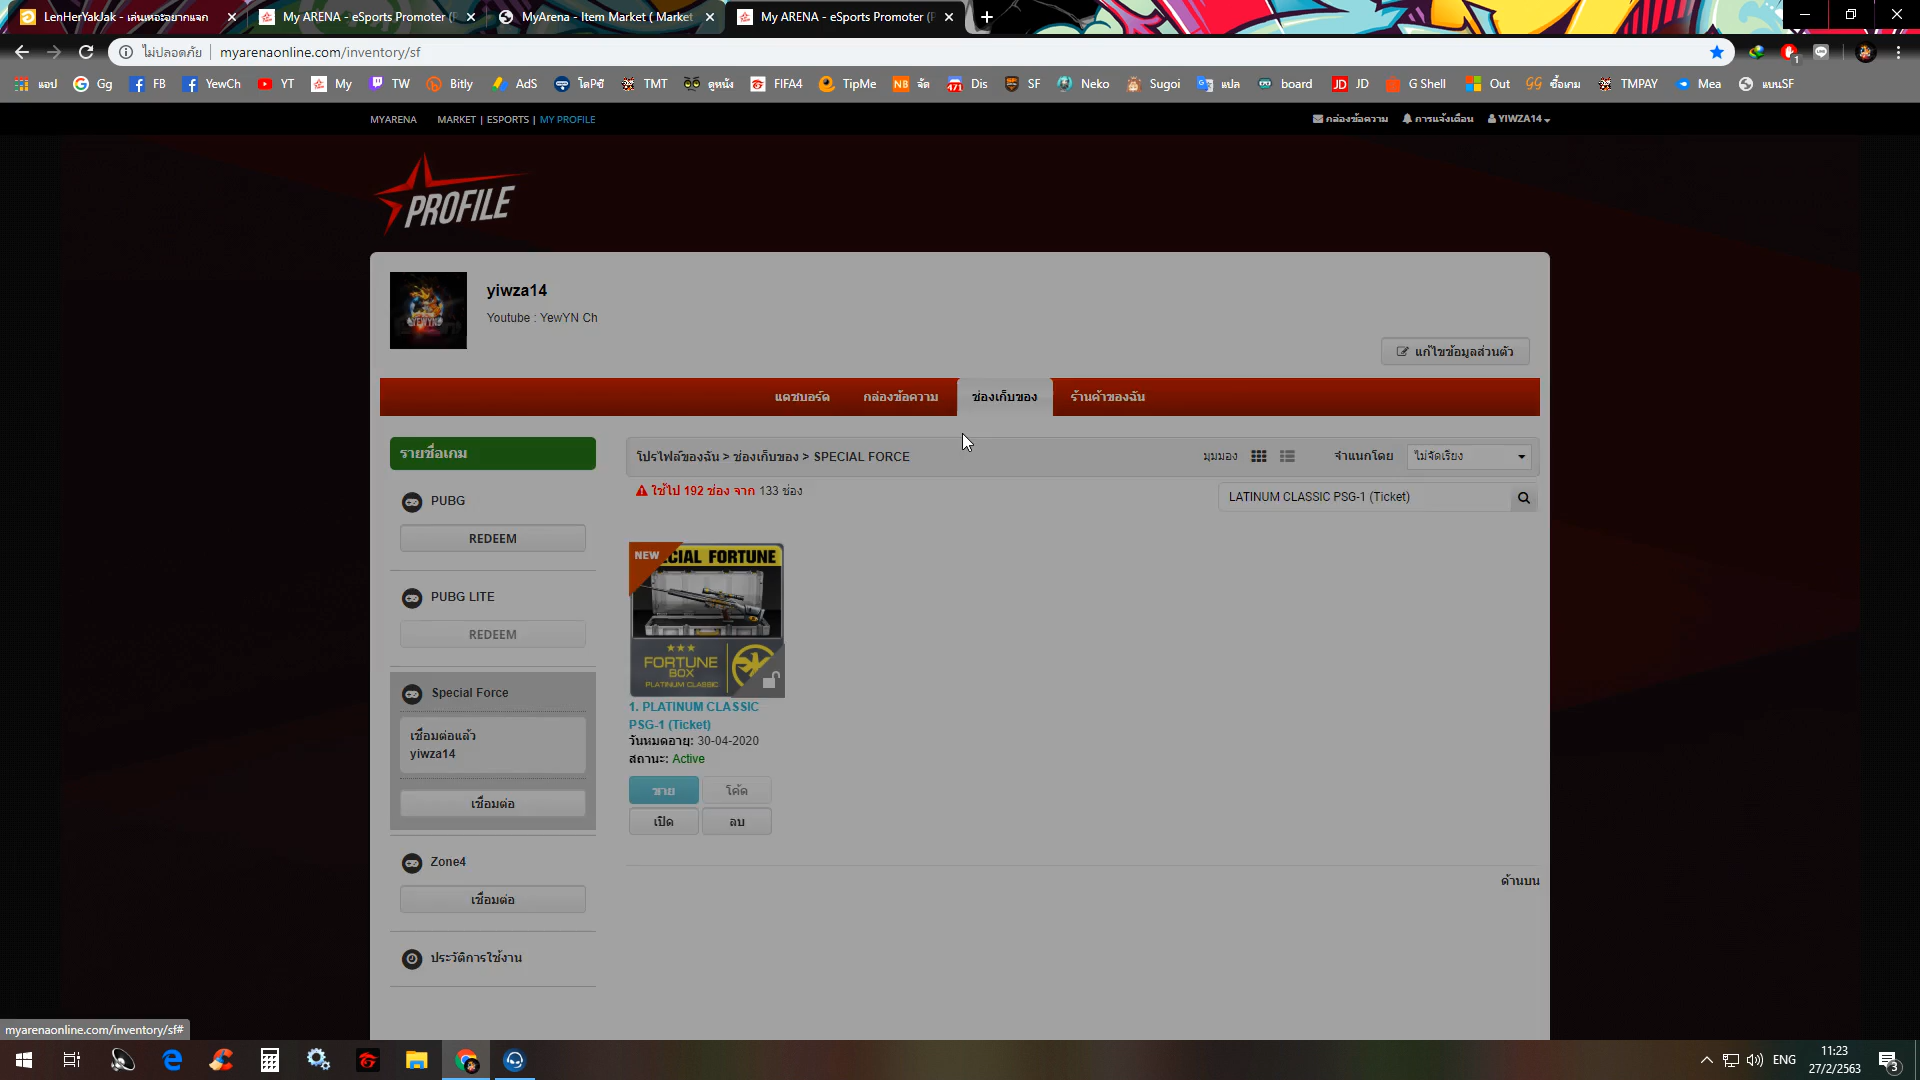 LenHerYakJak - เล่นเหอะอยากแจก
My ARENA - eSports Promoter (
MyArena - Item Market ( Market
My ARENA - eSports Promoter (
ไม่ปลอดภัย
myarenaonline.com/inventory/sf
แอป
Gg
FB
YewCh
YT
My
TW
Bitly
AdS
โดPซี
TMT
ดูหนัง
FIFA4
TipMe
จัด
Dis
SF
Neko
Sugoi
แปล
board
JD
G Shell
Out
ซื้อเกม
TMPAY
Mea
แบนSF
MYARENA
MARKET | ESPORTS | MY PROFILE
กล่องข้อความ
การแจ้งเตือน
YIWZA14
PROFILE
yiwza14
Youtube : YewYN Ch
แก้ไขข้อมูลส่วนตัว
แดชบอร์ด
กล่องข้อความ
ช่องเก็บของ
ร้านค้าของฉัน
รายชื่อเกม
โปรไฟล์ของฉัน > ช่องเก็บของ > SPECIAL FORCE
มุมมอง
จำแนกโดย
ไม่จัดเรียง
ใช้ไป 192 ช่อง จาก 133 ช่อง
LATINUM CLASSIC PSG-1 (Ticket)
PUBG
REDEEM
PUBG LITE
REDEEM
Special Force
เชื่อมต่อแล้ว
yiwza14
เชื่อมต่อ
Zone4
เชื่อมต่อ
ประวัติการใช้งาน
NEW
CIAL FORTUNE
FORTUNE
BOX
PLATINUM CLASSIC
1. PLATINUM CLASSIC
PSG-1 (Ticket)
วันหมดอายุ: 30-04-2020
สถานะ: Active
ขาย
โค้ด
เปิด
ลบ
ด้านบน
myarenaonline.com/inventory/sf#
ENG
11:23
27/2/2563
3